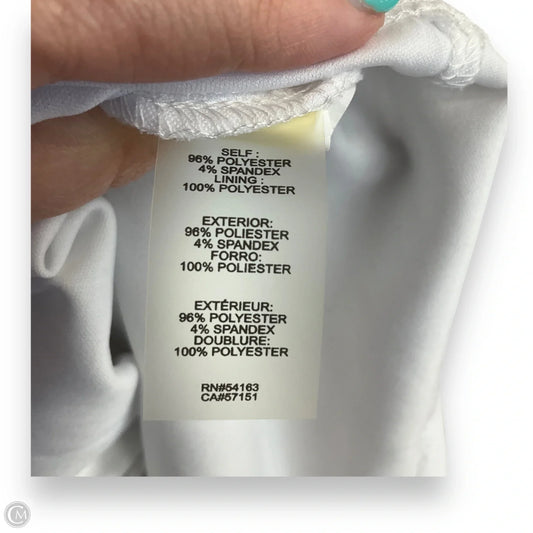 SELF :
96% POLYESTER
4% SPANDEX
LINING :
100% POLYESTER
EXTERIOR:
96% POLIESTER
4% SPANDEX
FORRO:
100% POLIESTER
EXTÉRIEUR:
96% POLYESTER
4% SPANDEX
DOUBLURE:
100% POLYESTER
RN#54163
CA#57151
CM